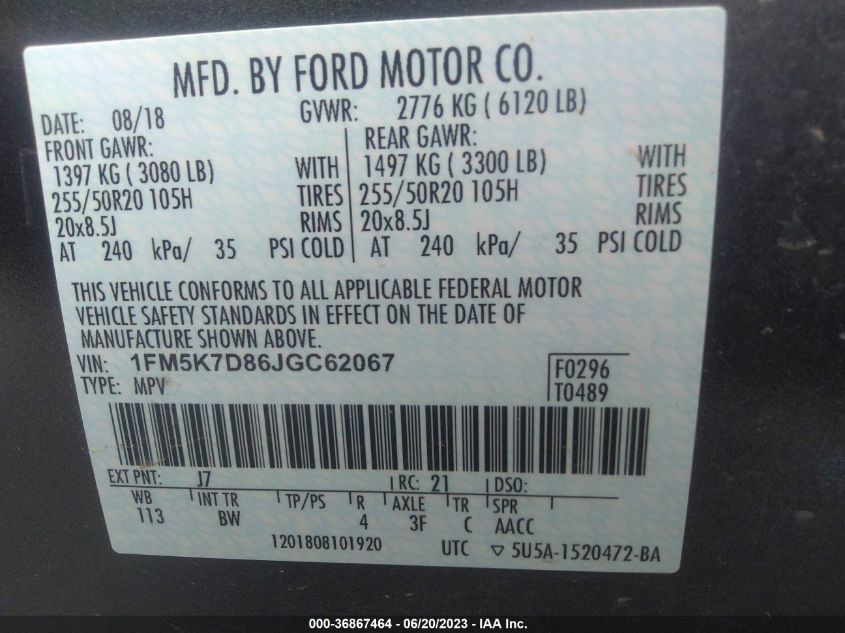 MFD. BY FORD MOTOR CO.
DATE: 08/18 GVWR: 2776 KG ( 6120 LB)
FRONT GAWR: REAR GAWR:
1397 KG ( 3080 LB) WITH 1497 KG ( 3300 LB) WITH
255/50R20 105H TIRES 255/50R20 105H TIRES
20x8.5J RIMS 20x8.5J RIMS
AT 240 kPa/ 35 PSI COLD AT 240 kPa/ 35 PSI COLD
THIS VEHICLE CONFORMS TO ALL APPLICABLE FEDERAL MOTOR
VEHICLE SAFETY STANDARDS IN EFFECT ON THE DATE OF
MANUFACTURE SHOWN ABOVE.
VIN: 1FM5K7D86JGC62067 F0296
TYPE: MPV T0489
EXT PNT: J7 RC: 21 DSO:
WB INT TR TP/PS R AXLE TR SPR
113 BW 4 3F C AACC
1201808101920 UTC ▽ 5U5A-1520472-BA
000-36867464 - 06/20/2023 - IAA Inc.